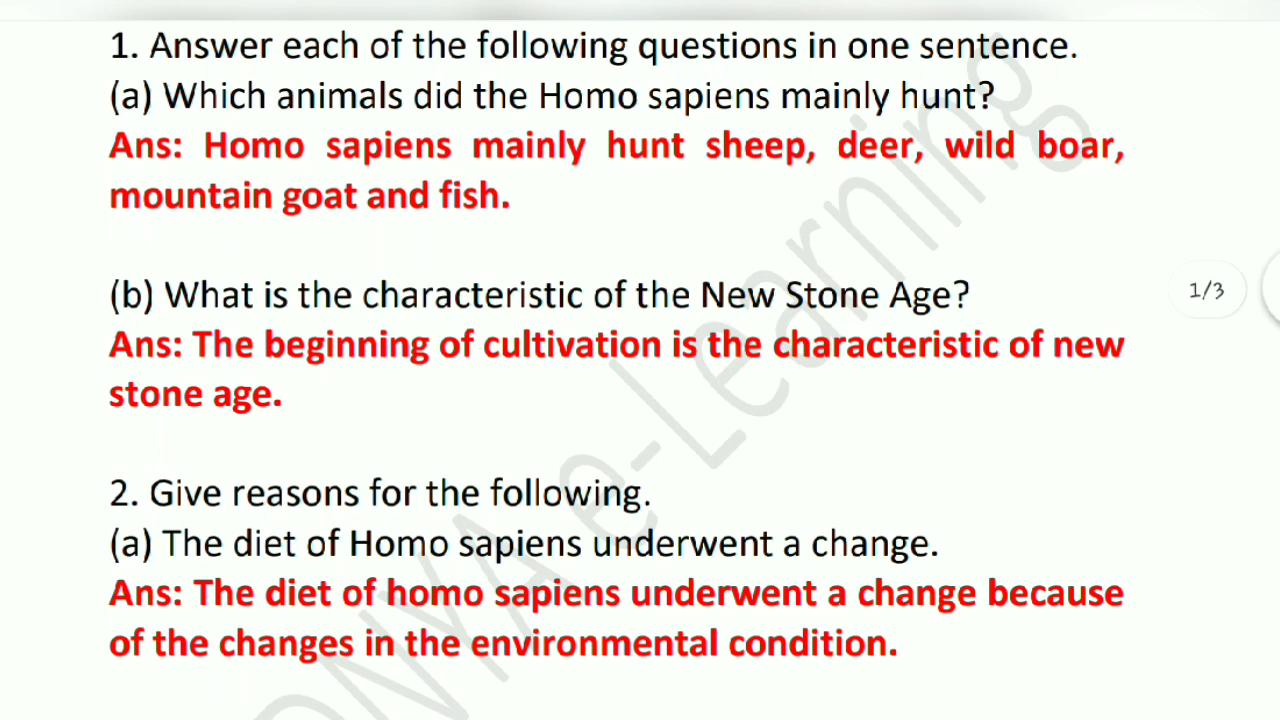 1. Answer each of the following questions in one sentence.
(a) Which animals did the Homo sapiens mainly hunt?
Ans: Homo sapiens mainly hunt sheep, deer, wild boar,
mountain goat and fish.
(b) What is the characteristic of the New Stone Age?
1/3
Ans: The beginning of cultivation is the characteristic of new
stone age.
2. Give reasons for the following.
(a) The diet of Homo sapiens underwent a change.
Ans: The diet of homo sapiens underwent a change because
of the changes in the environmental condition.
e-Learning